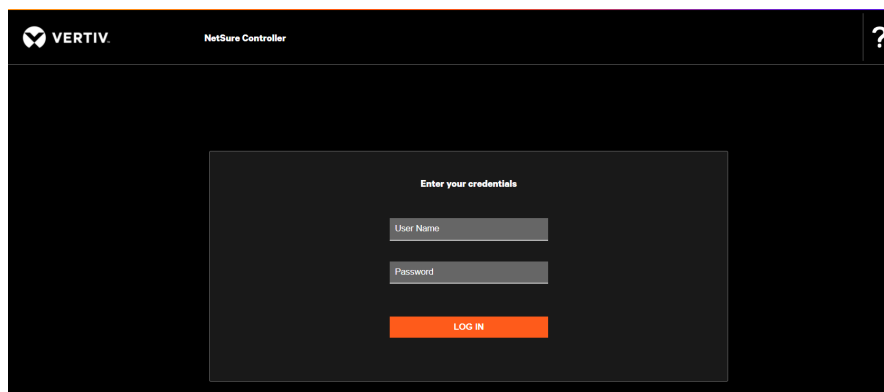 VERTIV.
NetSure Controller
?
Enter your credentials
User Name
Password
LOG IN